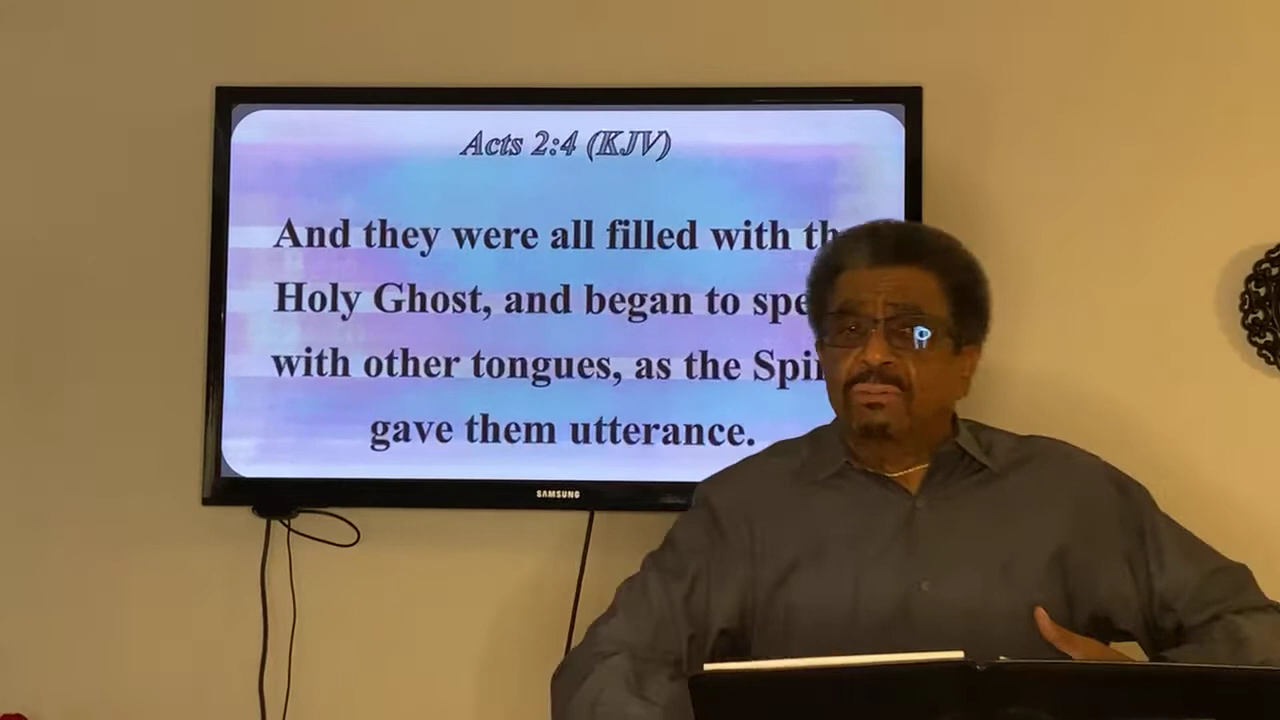 Acts 2:4 (KJV)
And they were all filled with
Holy Ghost, and began to
with other tongues, as the
gave them utterance.
SAMSUNG